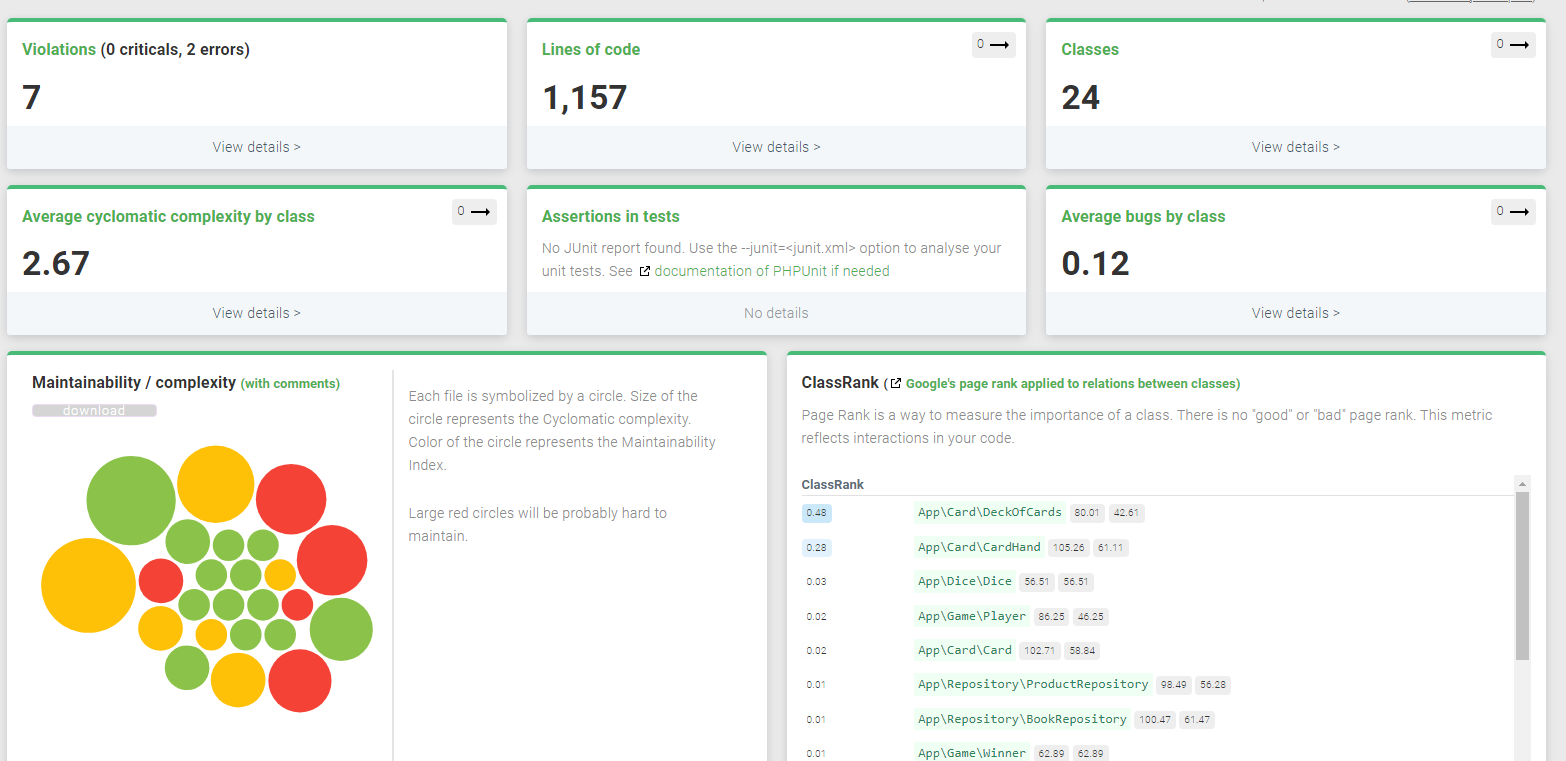 Violations (0 criticals, 2 errors)
7
View details >
Lines of code
0
1,157
View details >
Classes
0
24
View details >
Average cyclomatic complexity by class
0
2.67
View details >
Assertions in tests
No JUnit report found. Use the --junit=<junit.xml> option to analyse your
unit tests. See documentation of PHPUnit if needed
No details
Average bugs by class
0
0.12
View details >
Maintainability / complexity (with comments)
download
Each file is symbolized by a circle. Size of the
circle represents the Cyclomatic complexity.
Color of the circle represents the Maintainability
Index.
Large red circles will be probably hard to
maintain.
ClassRank ( Google's page rank applied to relations between classes)
Page Rank is a way to measure the importance of a class. There is no "good" or "bad" page rank. This metric
reflects interactions in your code.
ClassRank
0.48 App\Card\DeckOfCards 80.01 42.61
0.28 App\Card\CardHand 105.26 61.11
0.03 App\Dice\Dice 56.51 56.51
0.02 App\Game\Player 86.25 46.25
0.02 App\Card\Card 102.71 58.84
0.01 App\Repository\ProductRepository 98.49 56.28
0.01 App\Repository\BookRepository 100.47 61.47
0.01 App\Game\Winner 62.89 62.89